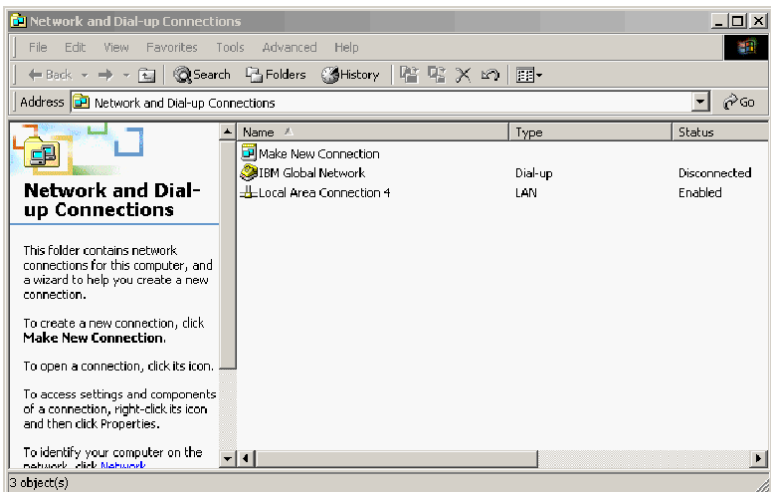 Network and Dial-up Connections
File Edit View Favorites Tools Advanced Help
Back Search Folders History
Address Network and Dial-up Connections Go
Name Type Status
Make New Connection
IBM Global Network Dial-up Disconnected
Local Area Connection 4 LAN Enabled
Network and Dial-
up Connections
This folder contains network
connections for this computer, and
a wizard to help you create a new
connection.
To create a new connection, click
Make New Connection.
To open a connection, click its icon.
To access settings and components
of a connection, right-click its icon
and then click Properties.
To identify your computer on the
network, click Network
3 object(s)